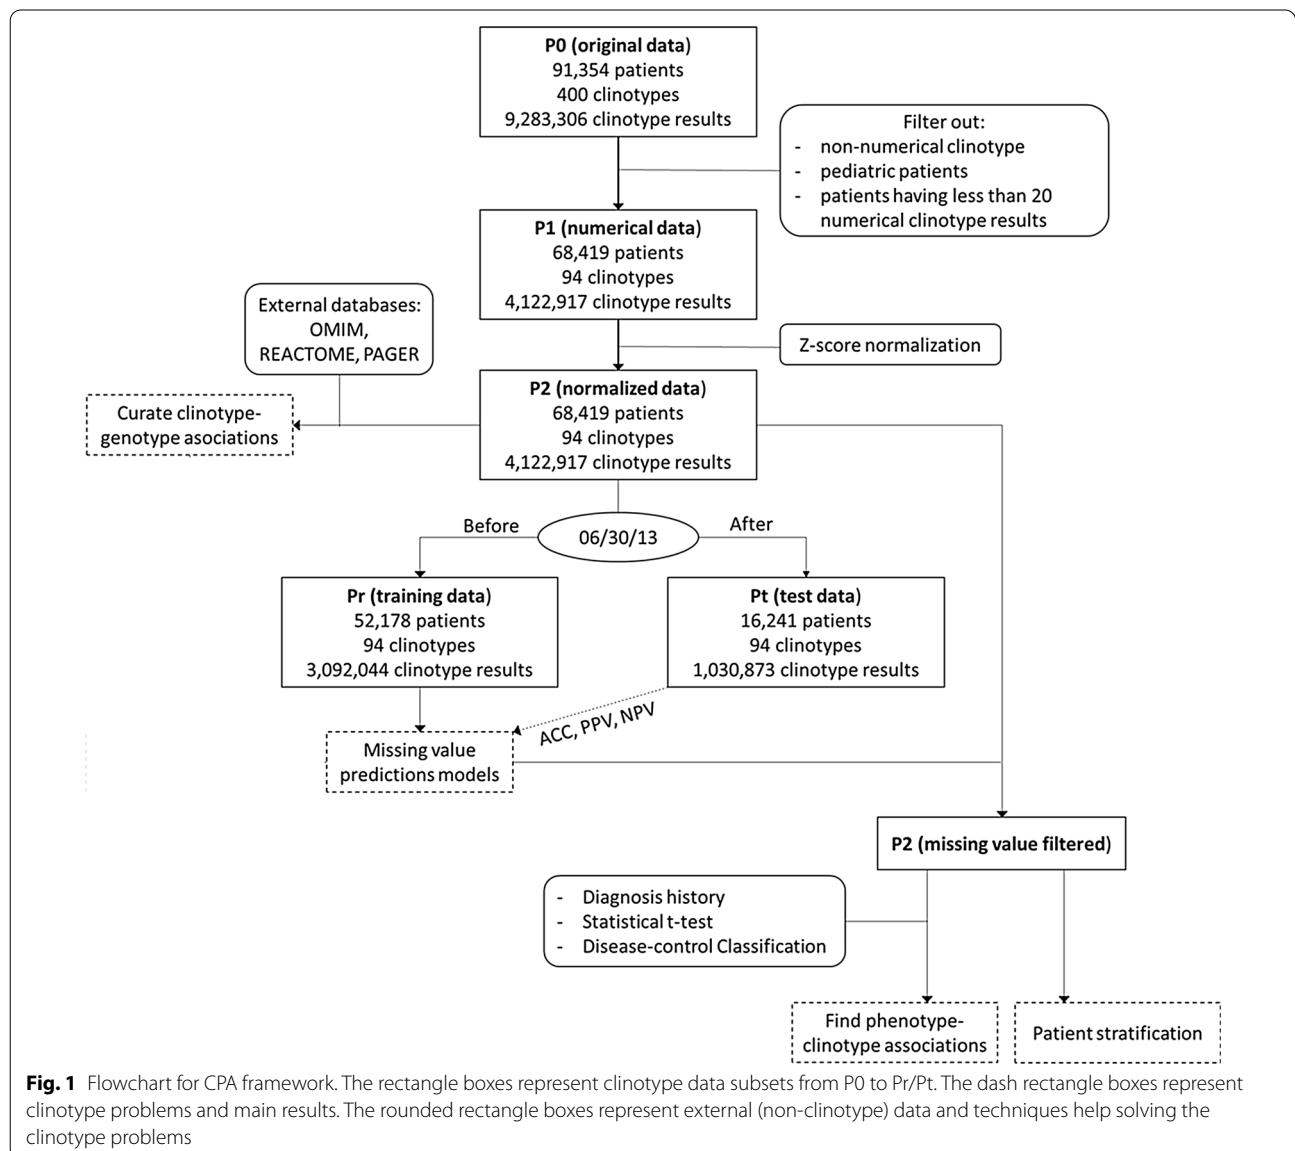 P0 (original data)
91,354 patients
400 clinotypes
9,283,306 clinotype results
Filter out:
- non-numerical clinotype
- pediatric patients
- patients having less than 20
numerical clinotype results
P1 (numerical data)
68,419 patients
94 clinotypes
4,122,917 clinotype results
External databases:
OMIM,
REACTOME, PAGER
Z-score normalization
P2 (normalized data)
68,419 patients
94 clinotypes
4,122,917 clinotype results
Curate clinotype-
genotype asociations
Before
06/30/13
After
Pr (training data)
52,178 patients
94 clinotypes
3,092,044 clinotype results
Pt (test data)
16,241 patients
94 clinotypes
1,030,873 clinotype results
ACC, PPV, NPV
Missing value
predictions models
P2 (missing value filtered)
- Diagnosis history
- Statistical t-test
- Disease-control Classification
Find phenotype-
clinotype associations
Patient stratification
Fig. 1 Flowchart for CPA framework. The rectangle boxes represent clinotype data subsets from P0 to Pr/Pt. The dash rectangle boxes represent
clinotype problems and main results. The rounded rectangle boxes represent external (non-clinotype) data and techniques help solving the
clinotype problems